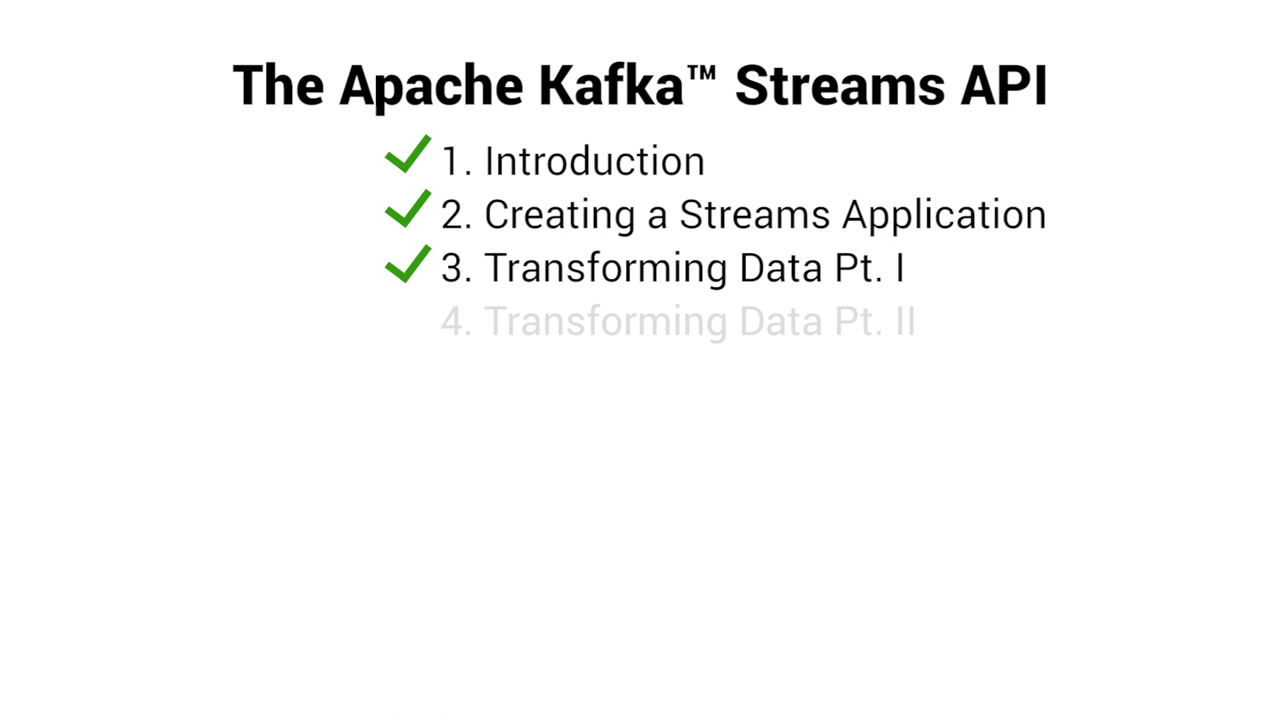 The Apache Kafka™ Streams API
1. Introduction
2. Creating a Streams Application
3. Transforming Data Pt. I
4. Transforming Data Pt. II